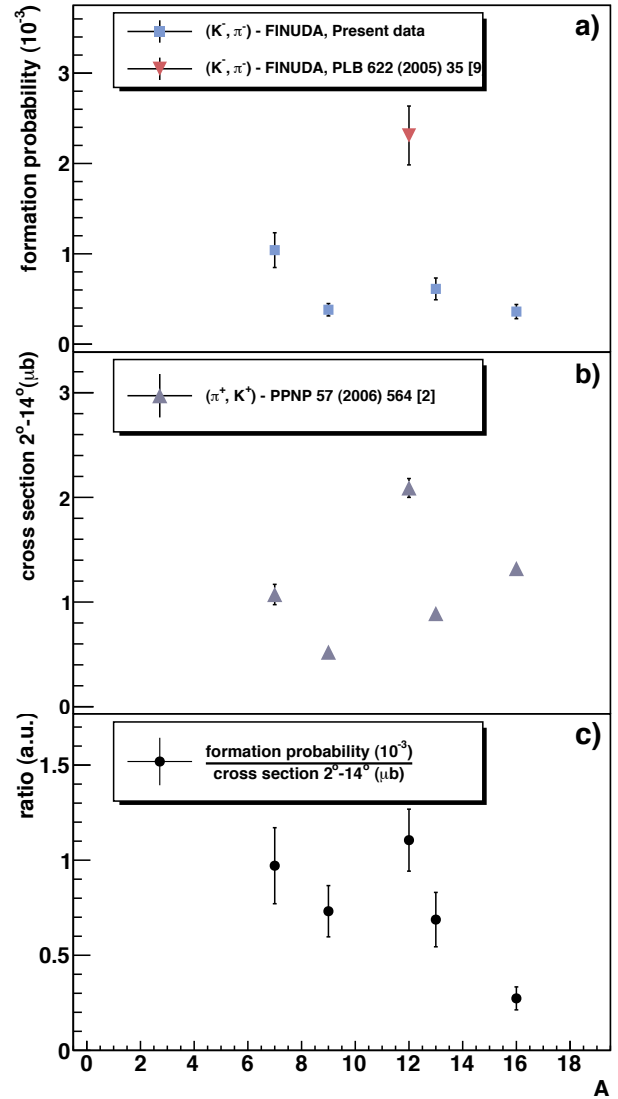 a)
(K⁻, π⁻) - FINUDA, Present data
(K⁻, π⁻) - FINUDA, PLB 622 (2005) 35 [9
formation probability (10⁻³)
3
2
1
0
b)
(π⁺, K⁺) - PPNP 57 (2006) 564 [2]
cross section 2°-14°(μb)
3
2
1
0
c)
formation probability (10⁻³)
cross section 2°-14° (μb)
ratio (a.u.)
1.5
1
0.5
0
0 2 4 6 8 10 12 14 16 18
A